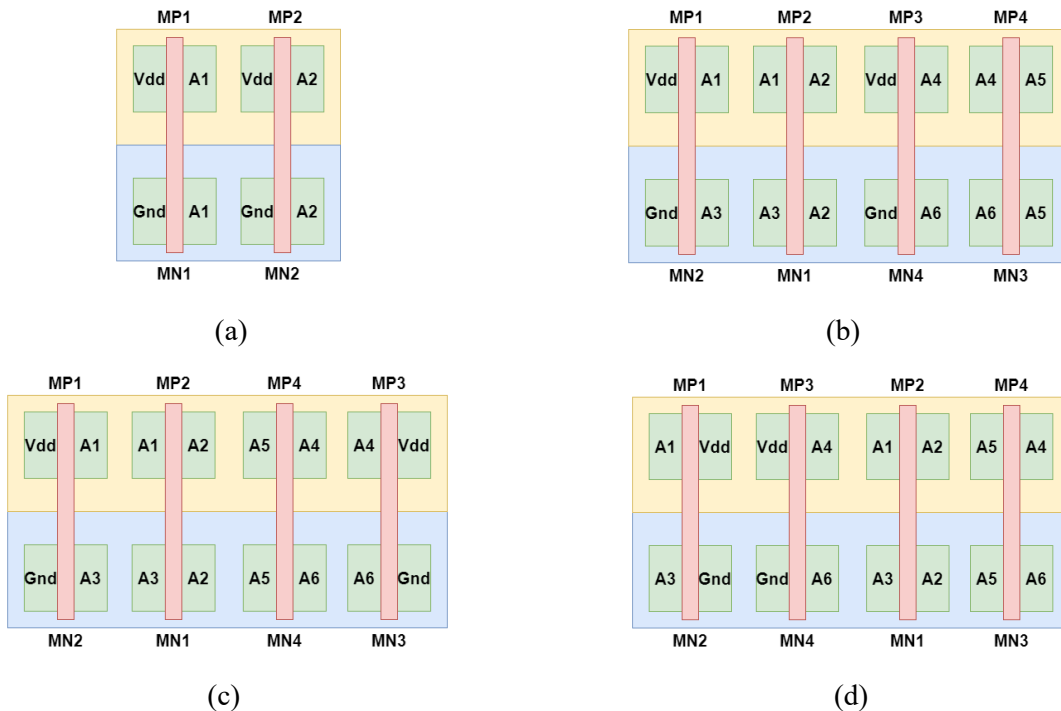 MP1 MP2
Vdd A1 Vdd A2
Gnd A1 Gnd A2
MN1 MN2
(a)
MP1 MP2 MP3 MP4
Vdd A1 A1 A2 Vdd A4 A4 A5
Gnd A3 A3 A2 Gnd A6 A6 A5
MN2 MN1 MN4 MN3
(b)
MP1 MP2 MP4 MP3
Vdd A1 A1 A2 A5 A4 A4 Vdd
Gnd A3 A3 A2 A5 A6 A6 Gnd
MN2 MN1 MN4 MN3
(c)
MP1 MP3 MP2 MP4
A1 Vdd Vdd A4 A1 A2 A5 A4
A3 Gnd Gnd A6 A3 A2 A5 A6
MN2 MN4 MN1 MN3
(d)